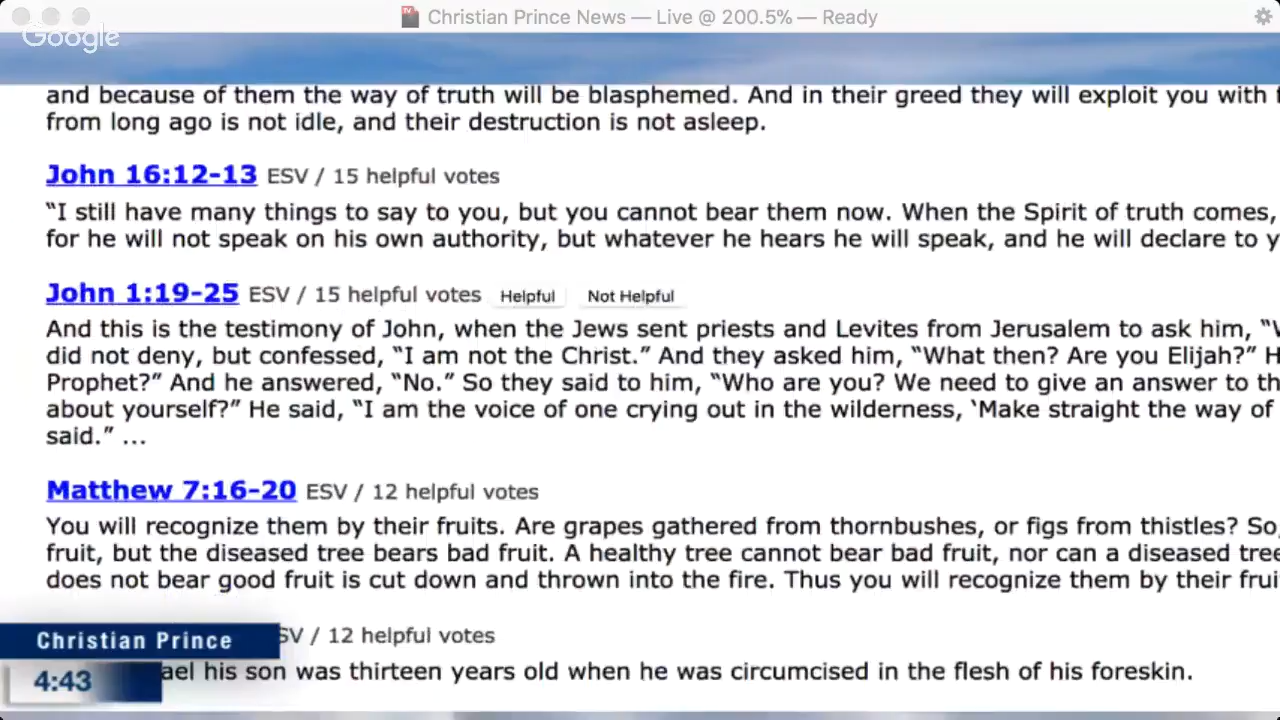 Christian Prince News — Live @ 200.5% — Ready
Google
and because of them the way of truth will be blasphemed. And in their greed they will exploit you with
from long ago is not idle, and their destruction is not asleep.
John 16:12-13 ESV / 15 helpful votes
“I still have many things to say to you, but you cannot bear them now. When the Spirit of truth comes,
for he will not speak on his own authority, but whatever he hears he will speak, and he will declare to
John 1:19-25 ESV / 15 helpful votes Helpful Not Helpful
And this is the testimony of John, when the Jews sent priests and Levites from Jerusalem to ask him,
did not deny, but confessed, “I am not the Christ.” And they asked him, “What then? Are you Elijah?”
Prophet?” And he answered, “No.” So they said to him, “Who are you? We need to give an answer to
about yourself?” He said, “I am the voice of one crying out in the wilderness, ‘Make straight the way of
said.” ...
Matthew 7:16-20 ESV / 12 helpful votes
You will recognize them by their fruits. Are grapes gathered from thornbushes, or figs from thistles? So,
fruit, but the diseased tree bears bad fruit. A healthy tree cannot bear bad fruit, nor can a diseased tree
does not bear good fruit is cut down and thrown into the fire. Thus you will recognize them by their
SV / 12 helpful votes
Christian Prince
ael his son was thirteen years old when he was circumcised in the flesh of his foreskin.
4:43